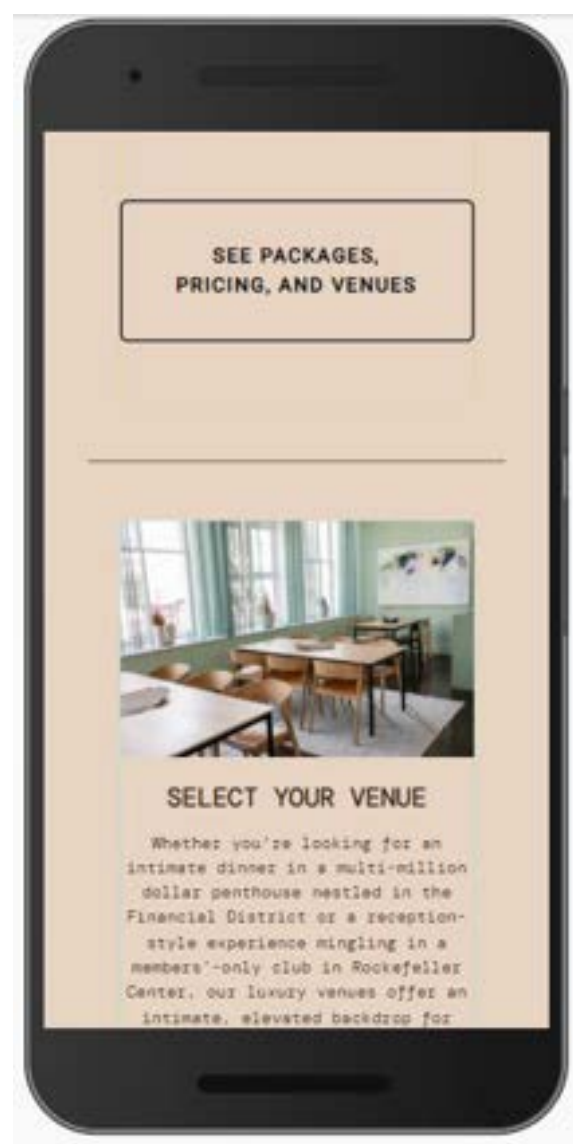 SEE PACKAGES,
PRICING, AND VENUES
SELECT YOUR VENUE
Whether you're looking for an
intimate dinner in a multi-million
dollar penthouse nestled in the
Financial District or a reception-
style experience mingling in a
members'-only club in Rockefeller
Center, our luxury venues offer an
intimate, elevated backdrop for